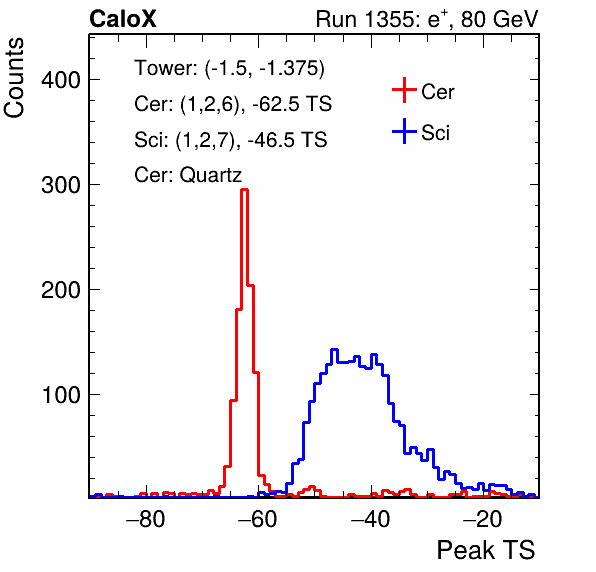 CaloX Run 1355: e⁺, 80 GeV
Counts
Tower: (-1.5, -1.375)
Cer: (1,2,6), -62.5 TS
Sci: (1,2,7), -46.5 TS
Cer: Quartz
Cer
Sci
400
300
200
100
−80 −60 −40 −20
Peak TS